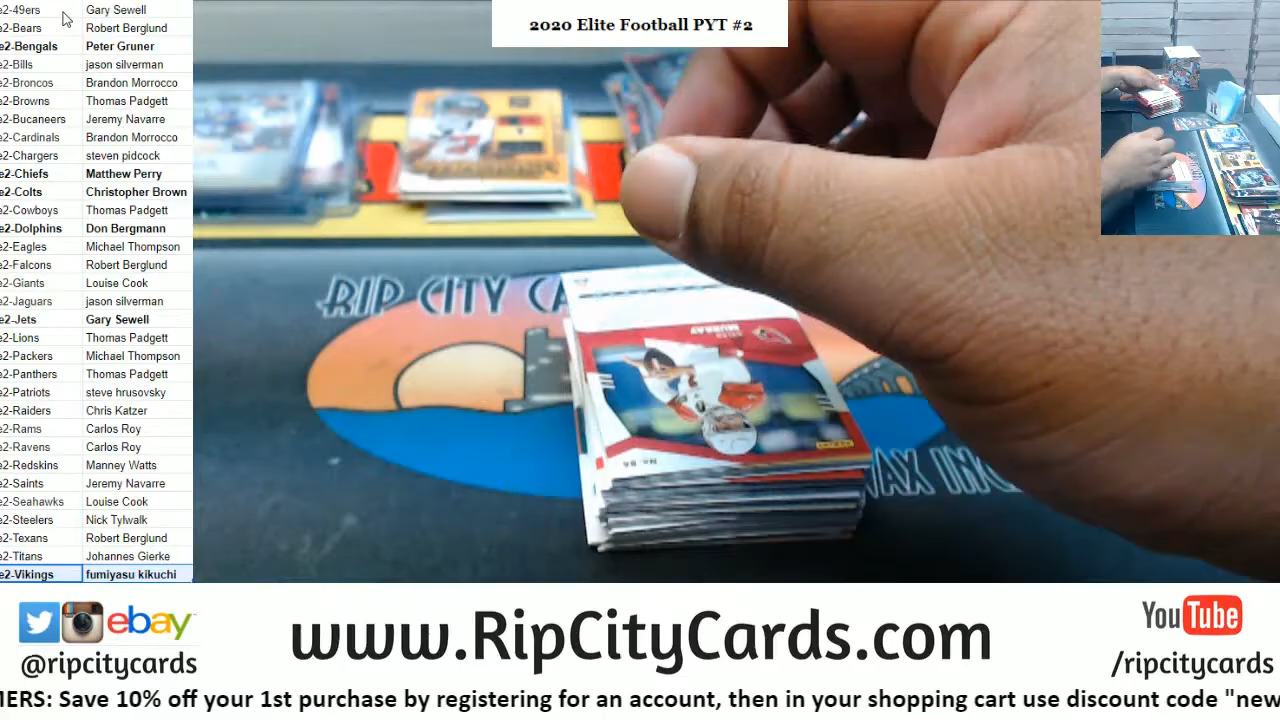 2020 Elite Football PYT #2
e2-49ers Gary Sewell
e2-Bears Robert Berglund
e2-Bengals Peter Gruner
e2-Bills jason silverman
e2-Broncos Brandon Morrocco
e2-Browns Thomas Padgett
e2-Bucaneers Jeremy Navarre
e2-Cardinals Brandon Morrocco
e2-Chargers steven pidcock
e2-Chiefs Matthew Perry
e2-Colts Christopher Brown
e2-Cowboys Thomas Padgett
e2-Dolphins Don Bergmann
e2-Eagles Michael Thompson
e2-Falcons Robert Berglund
e2-Giants Louise Cook
e2-Jaguars jason silverman
e2-Jets Gary Sewell
e2-Lions Thomas Padgett
e2-Packers Michael Thompson
e2-Panthers Thomas Padgett
e2-Patriots steve hrusovsky
e2-Raiders Chris Katzer
e2-Rams Carlos Roy
e2-Ravens Carlos Roy
e2-Redskins Manney Watts
e2-Saints Jeremy Navarre
e2-Seahawks Louise Cook
e2-Steelers Nick Tylwalk
e2-Texans Robert Berglund
e2-Titans Johannes Gierke
e2-Vikings fumiyasu kikuchi
RIP CITY CA
WAX INC
MURRAY
ebay
@ripcitycards
www.RipCityCards.com
YouTube
/ripcitycards
MERS: Save 10% off your 1st purchase by registering for an account, then in your shopping cart use discount code "new